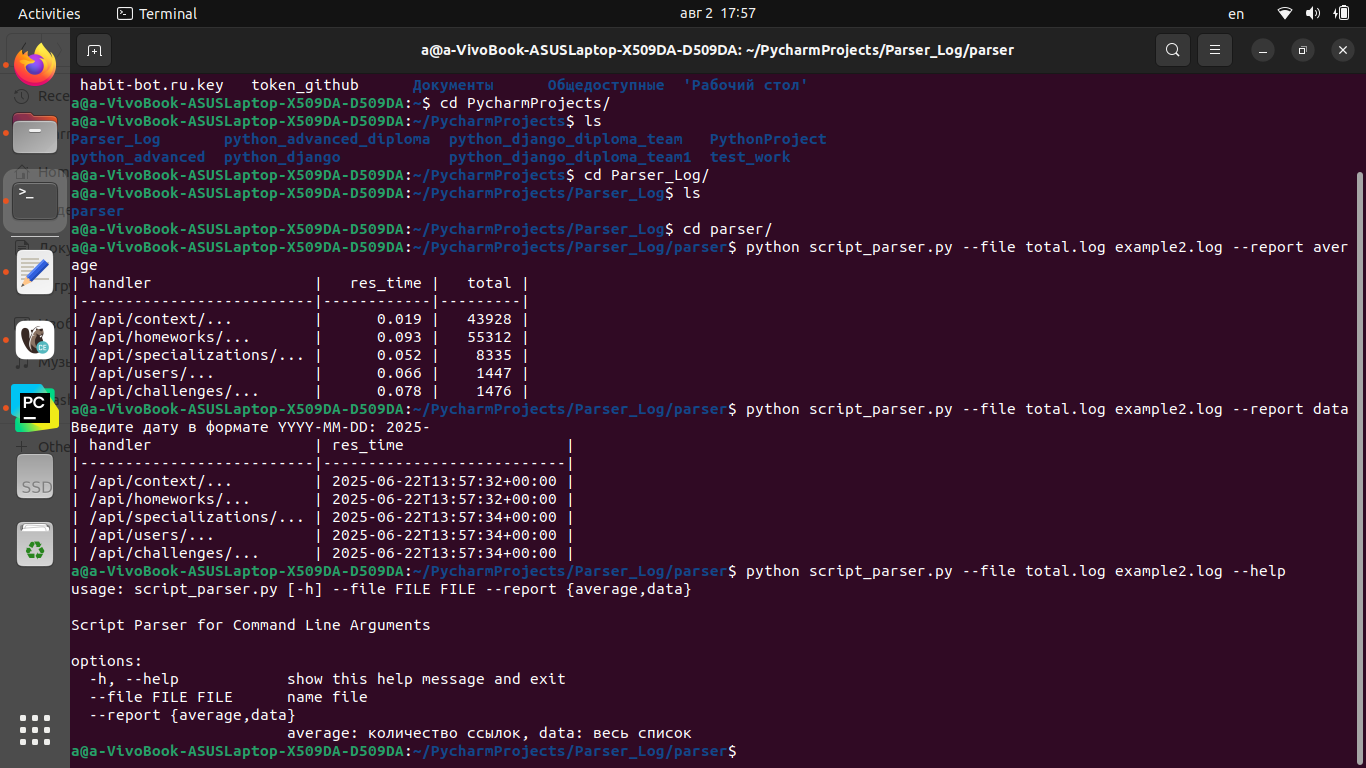 Activities Terminal авг 2 17:57 en
a@a-VivoBook-ASUSLaptop-X509DA-D509DA: ~/PycharmProjects/Parser_Log/parser
habit-bot.ru.key token_github Документы Общедоступные 'Рабочий стол'
a@a-VivoBook-ASUSLaptop-X509DA-D509DA:~$ cd PycharmProjects/
a@a-VivoBook-ASUSLaptop-X509DA-D509DA:~/PycharmProjects$ ls
Parser_Log python_advanced_diploma python_django_diploma_team PythonProject
python_advanced python_django python_django_diploma_team1 test_work
a@a-VivoBook-ASUSLaptop-X509DA-D509DA:~/PycharmProjects$ cd Parser_Log/
a@a-VivoBook-ASUSLaptop-X509DA-D509DA:~/PycharmProjects/Parser_Log$ ls
parser
a@a-VivoBook-ASUSLaptop-X509DA-D509DA:~/PycharmProjects/Parser_Log$ cd parser/
a@a-VivoBook-ASUSLaptop-X509DA-D509DA:~/PycharmProjects/Parser_Log/parser$ python script_parser.py --file total.log example2.log --report aver
age
| handler                  |   res_time |   total |
|--------------------------|------------|---------|
| /api/context/...         |      0.019 |   43928 |
| /api/homeworks/...       |      0.093 |   55312 |
| /api/specializations/... |      0.052 |    8335 |
| /api/users/...           |      0.066 |    1447 |
| /api/challenges/...      |      0.078 |    1476 |
a@a-VivoBook-ASUSLaptop-X509DA-D509DA:~/PycharmProjects/Parser_Log/parser$ python script_parser.py --file total.log example2.log --report data
Введите дату в формате YYYY-MM-DD: 2025-
| handler                  | res_time                  |
|--------------------------|---------------------------|
| /api/context/...         | 2025-06-22T13:57:32+00:00 |
| /api/homeworks/...       | 2025-06-22T13:57:32+00:00 |
| /api/specializations/... | 2025-06-22T13:57:34+00:00 |
| /api/users/...           | 2025-06-22T13:57:34+00:00 |
| /api/challenges/...      | 2025-06-22T13:57:34+00:00 |
a@a-VivoBook-ASUSLaptop-X509DA-D509DA:~/PycharmProjects/Parser_Log/parser$ python script_parser.py --file total.log example2.log --help
usage: script_parser.py [-h] --file FILE FILE --report {average,data}
Script Parser for Command Line Arguments
options:
-h, --help            show this help message and exit
--file FILE FILE      name file
--report {average,data}
average: количество ссылок, data: весь список
a@a-VivoBook-ASUSLaptop-X509DA-D509DA:~/PycharmProjects/Parser_Log/parser$
PC
SSD